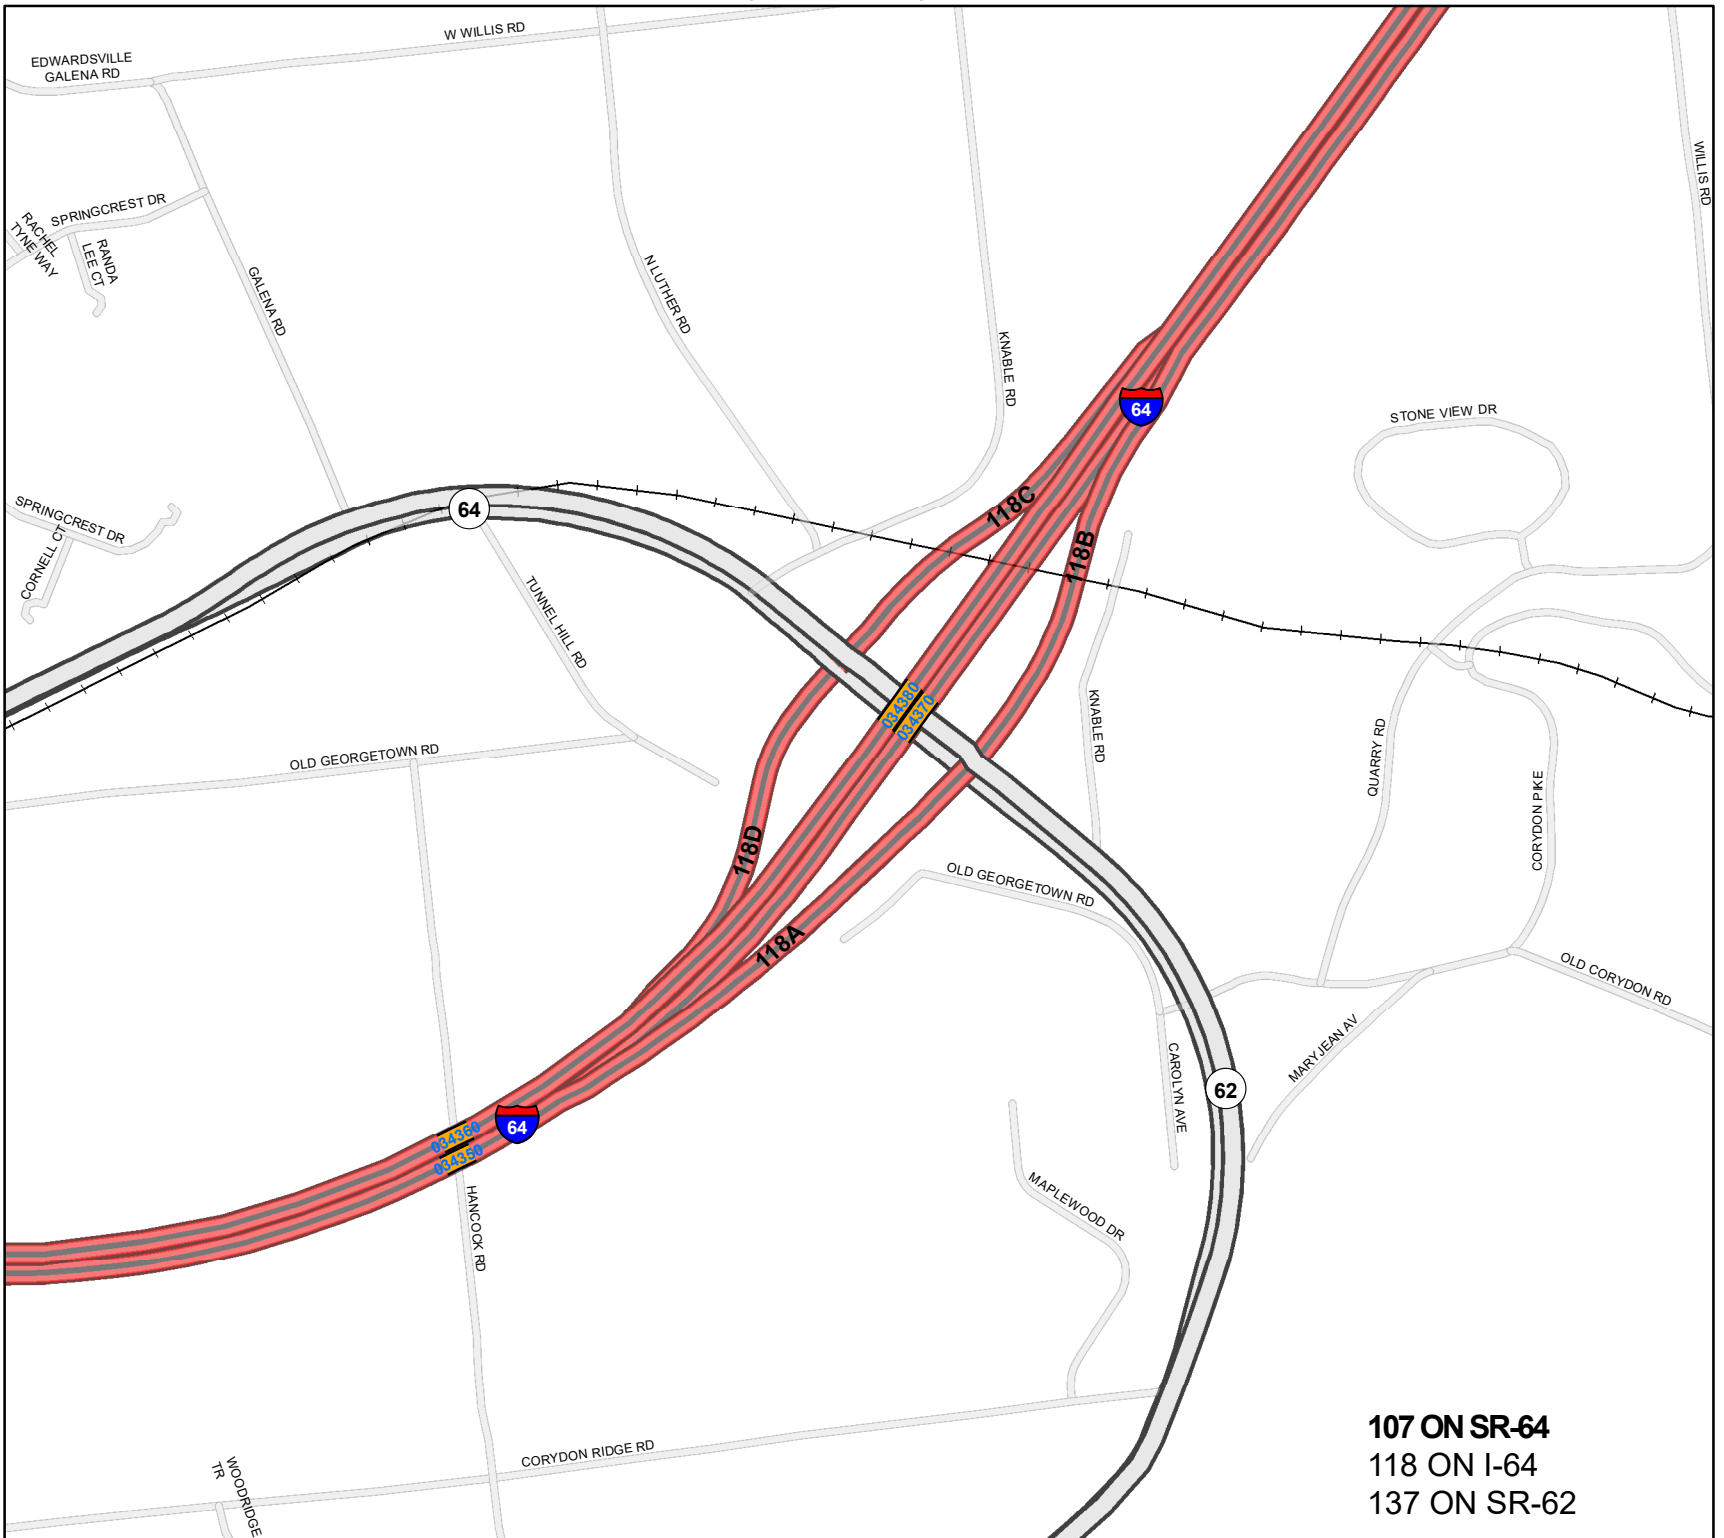 W WILLIS RD
EDWARDSVILLE
GALENA RD
WILLIS RD
SPRINGCREST DR
RACHEL
TYNE WAY
RANDA
LEE CT
GALENA RD
N LUTHER RD
KNABLE RD
64
STONE VIEW DR
SPRINGCREST DR
CORNELL CT
64
118C
118B
TUNNEL HILL RD
034380
034370
KNABLE RD
QUARRY RD
CORYDON PIKE
OLD GEORGETOWN RD
118D
OLD GEORGETOWN RD
118A
OLD CORYDON RD
MARYJEAN AV
CAROLYN AVE
62
64
034360
034350
HANCOCK RD
MAPLEWOOD DR
CORYDON RIDGE RD
WOODRIDGE
TR
107 ON SR-64
118 ON I-64
137 ON SR-62